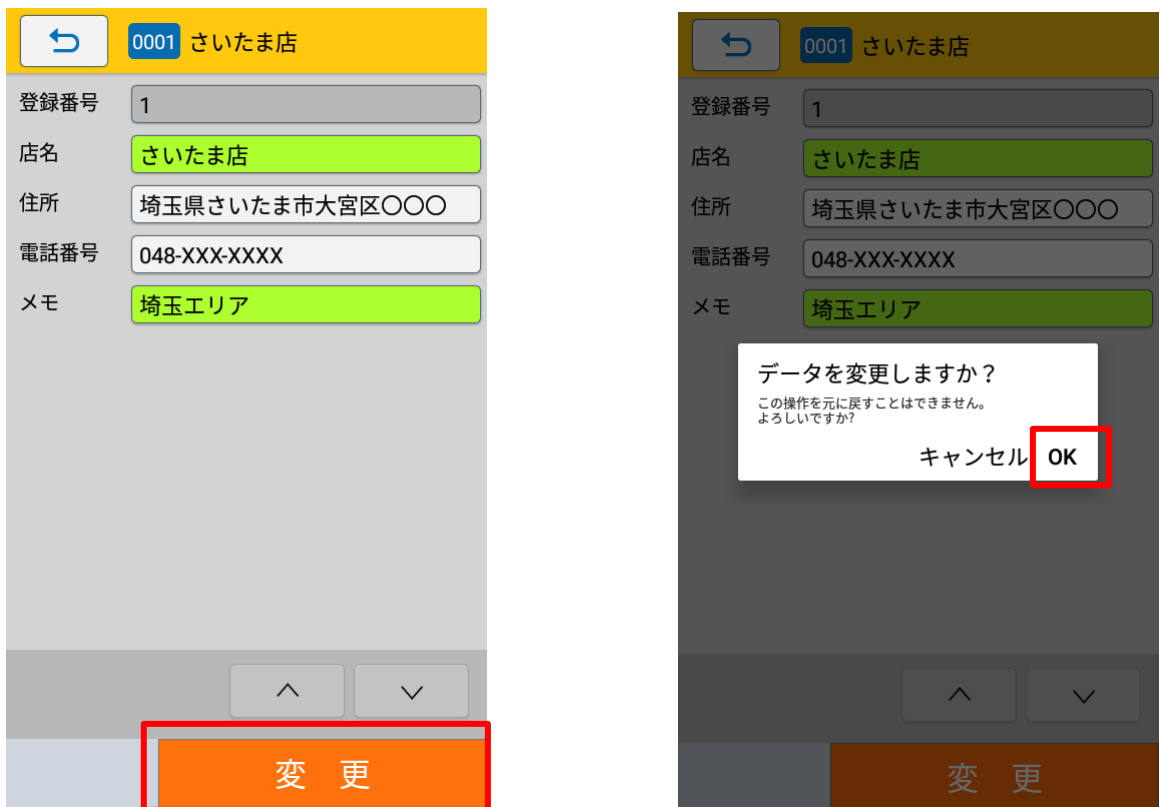 0001 さいたま店
登録番号 1
店名 さいたま店
住所 埼玉県さいたま市大宮区〇〇〇
電話番号 048-XXX-XXXX
メモ 埼玉エリア
変 更
0001 さいたま店
登録番号 1
店名 さいたま店
住所 埼玉県さいたま市大宮区〇〇〇
電話番号 048-XXX-XXXX
メモ 埼玉エリア
データを変更しますか？
この操作を元に戻すことはできません。
よろしいですか?
キャンセル OK
変 更